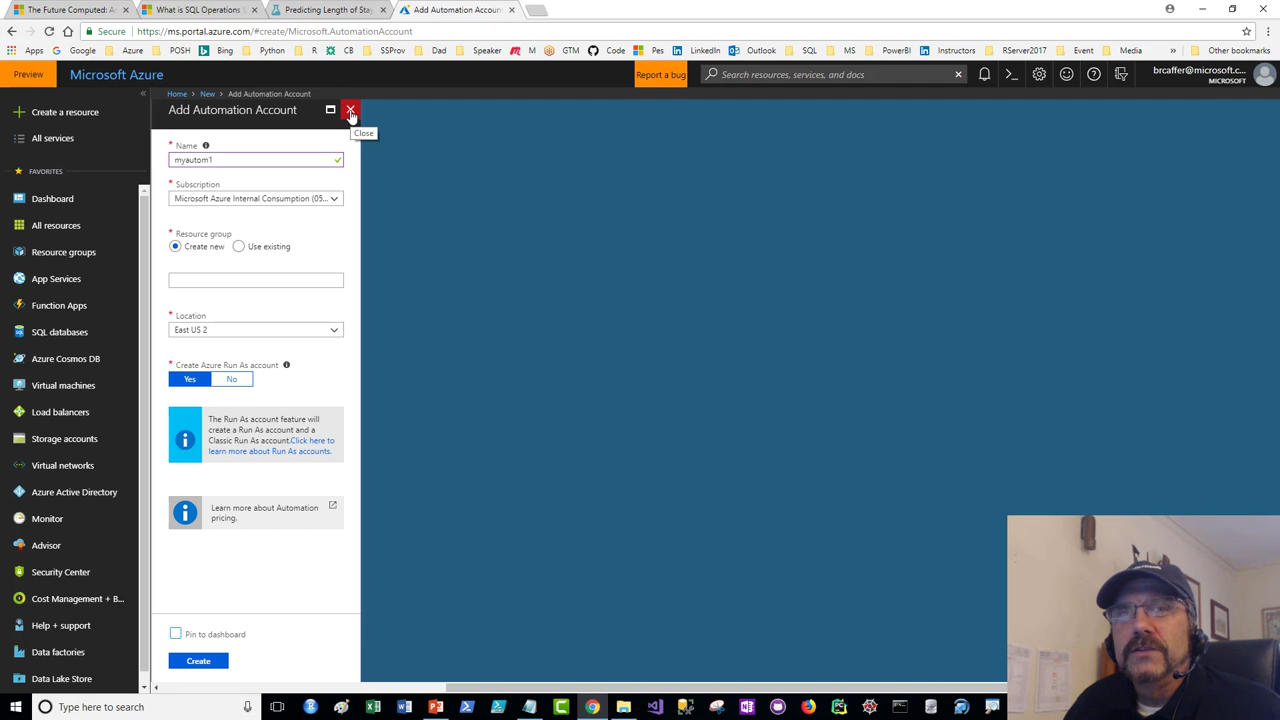 The Future Computed: A
What is SQL Operations S
Predicting Length of Stay
Add Automation Account
Secure
https://ms.portal.azure.com/#create/Microsoft.AutomationAccount
Apps
Google
Azure
POSH
Bing
Python
R
CB
SSProv
Dad
Speaker
M
GTM
Code
Pers
LinkedIn
Outlook
SQL
MS
PowerBI
Instructors
RServer2017
Event
Media
Other bookmarks
Preview
Microsoft Azure
Report a bug
Search resources, services, and docs
brcaffer@microsoft.c...
MICROSOFT
Home
New
Add Automation Account
Create a resource
All services
FAVORITES
Dashboard
All resources
Resource groups
App Services
Function Apps
SQL databases
Azure Cosmos DB
Virtual machines
Load balancers
Storage accounts
Virtual networks
Azure Active Directory
Monitor
Advisor
Security Center
Cost Management + B...
Help + support
Data factories
Data Lake Store
Add Automation Account
Close
* Name
myautom1
* Subscription
Microsoft Azure Internal Consumption (05...
* Resource group
Create new
Use existing
* Location
East US 2
* Create Azure Run As account
Yes
No
The Run As account feature will
create a Run As account and a
Classic Run As account.Click here to
learn more about Run As accounts.
Learn more about Automation
pricing.
Pin to dashboard
Create
Type here to search